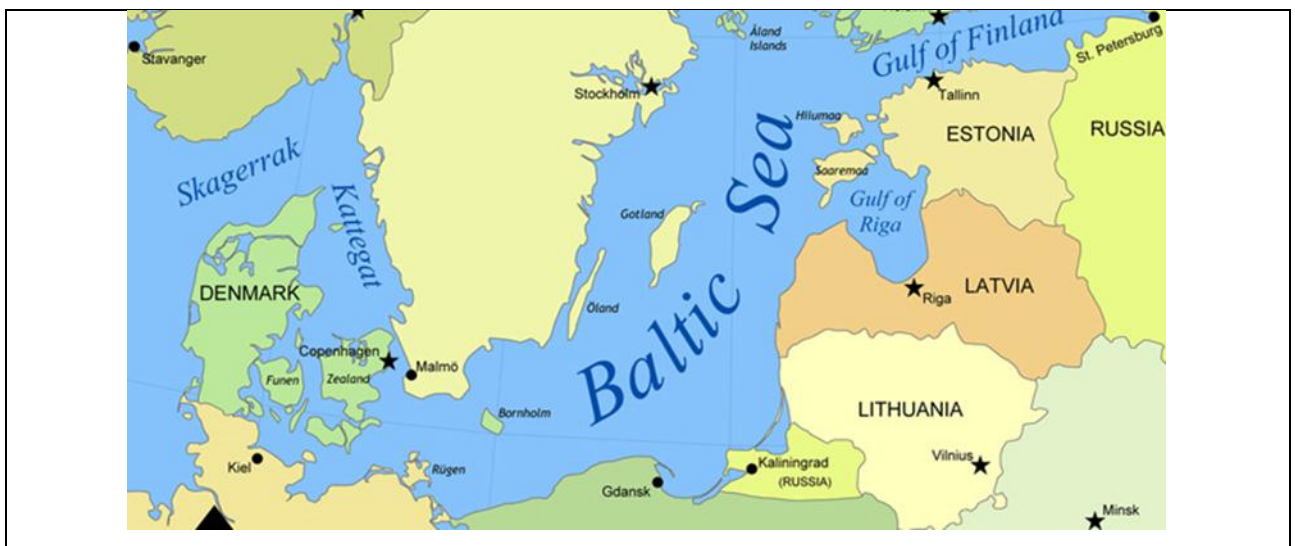 Åland
Islands
Gulf of Finland
St. Petersburg
Stavanger
Stockholm
Tallinn
Hiiumaa
ESTONIA
RUSSIA
Sea
Skagerrak
Saaremaa
Kattegat
Gulf of
Riga
Gotland
DENMARK
LATVIA
Riga
Öland
Baltic
Copenhagen
Malmö
Funen
Zealand
Bornholm
LITHUANIA
Vilnius
Kaliningrad
(RUSSIA)
Kiel
Rügen
Gdansk
Minsk